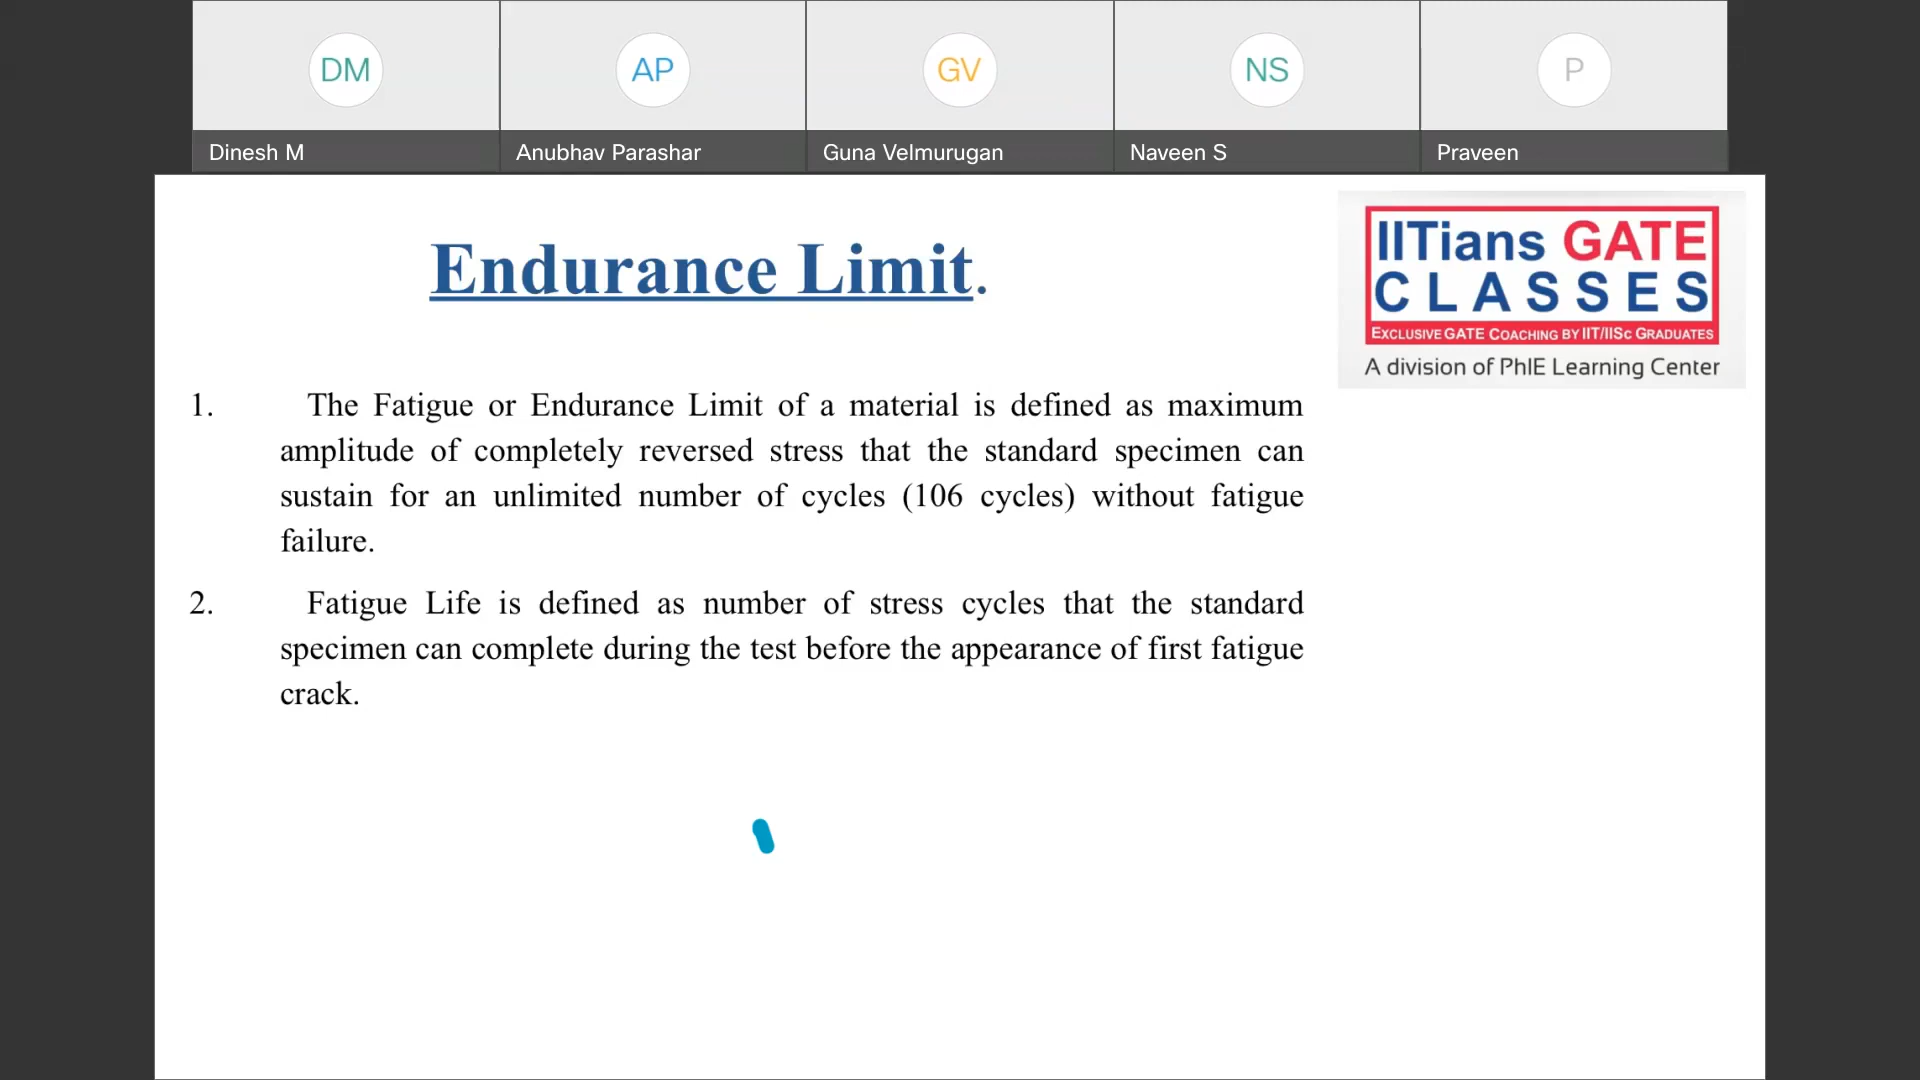 DM
AP
GV
NS
P
Dinesh M
Anubhav Parashar
Guna Velmurugan
Naveen S
Praveen
Endurance Limit.
IITians GATE
CLASSES
EXCLUSIVE GATE COACHING BY IIT/IISc GRADUATES
A division of PhIE Learning Center
1. The Fatigue or Endurance Limit of a material is defined as maximum
amplitude of completely reversed stress that the standard specimen can
sustain for an unlimited number of cycles (106 cycles) without fatigue
failure.
2. Fatigue Life is defined as number of stress cycles that the standard
specimen can complete during the test before the appearance of first fatigue
crack.